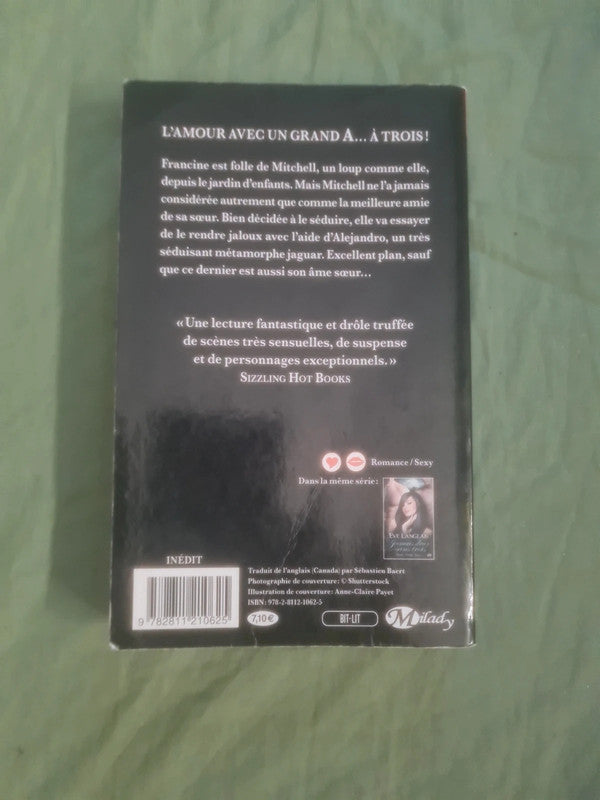 L'AMOUR AVEC UN GRAND A... À TROIS !
Francine est folle de Mitchell, un loup comme elle,
depuis le jardin d'enfants. Mais Mitchell ne l'a jamais
considérée autrement que comme la meilleure amie
de sa sœur. Bien décidée à le séduire, elle va essayer
de le rendre jaloux avec l'aide d'Alejandro, un très
séduisant métamorphe jaguar. Excellent plan, sauf
que ce dernier est aussi son âme sœur...
« Une lecture fantastique et drôle truffée
de scènes très sensuelles, de suspense
et de personnages exceptionnels. »
SIZZLING HOT BOOKS
Romance / Sexy
Dans la même série :
EVE LANGLAIS
INÉDIT
Traduit de l'anglais (Canada) par Sébastien Baert
Photographie de couverture : © Shutterstock
Illustration de couverture : Anne-Claire Payet
ISBN : 978-2-8112-1062-5
9 782811 210625
7,10 €
BIT-LIT
Milady